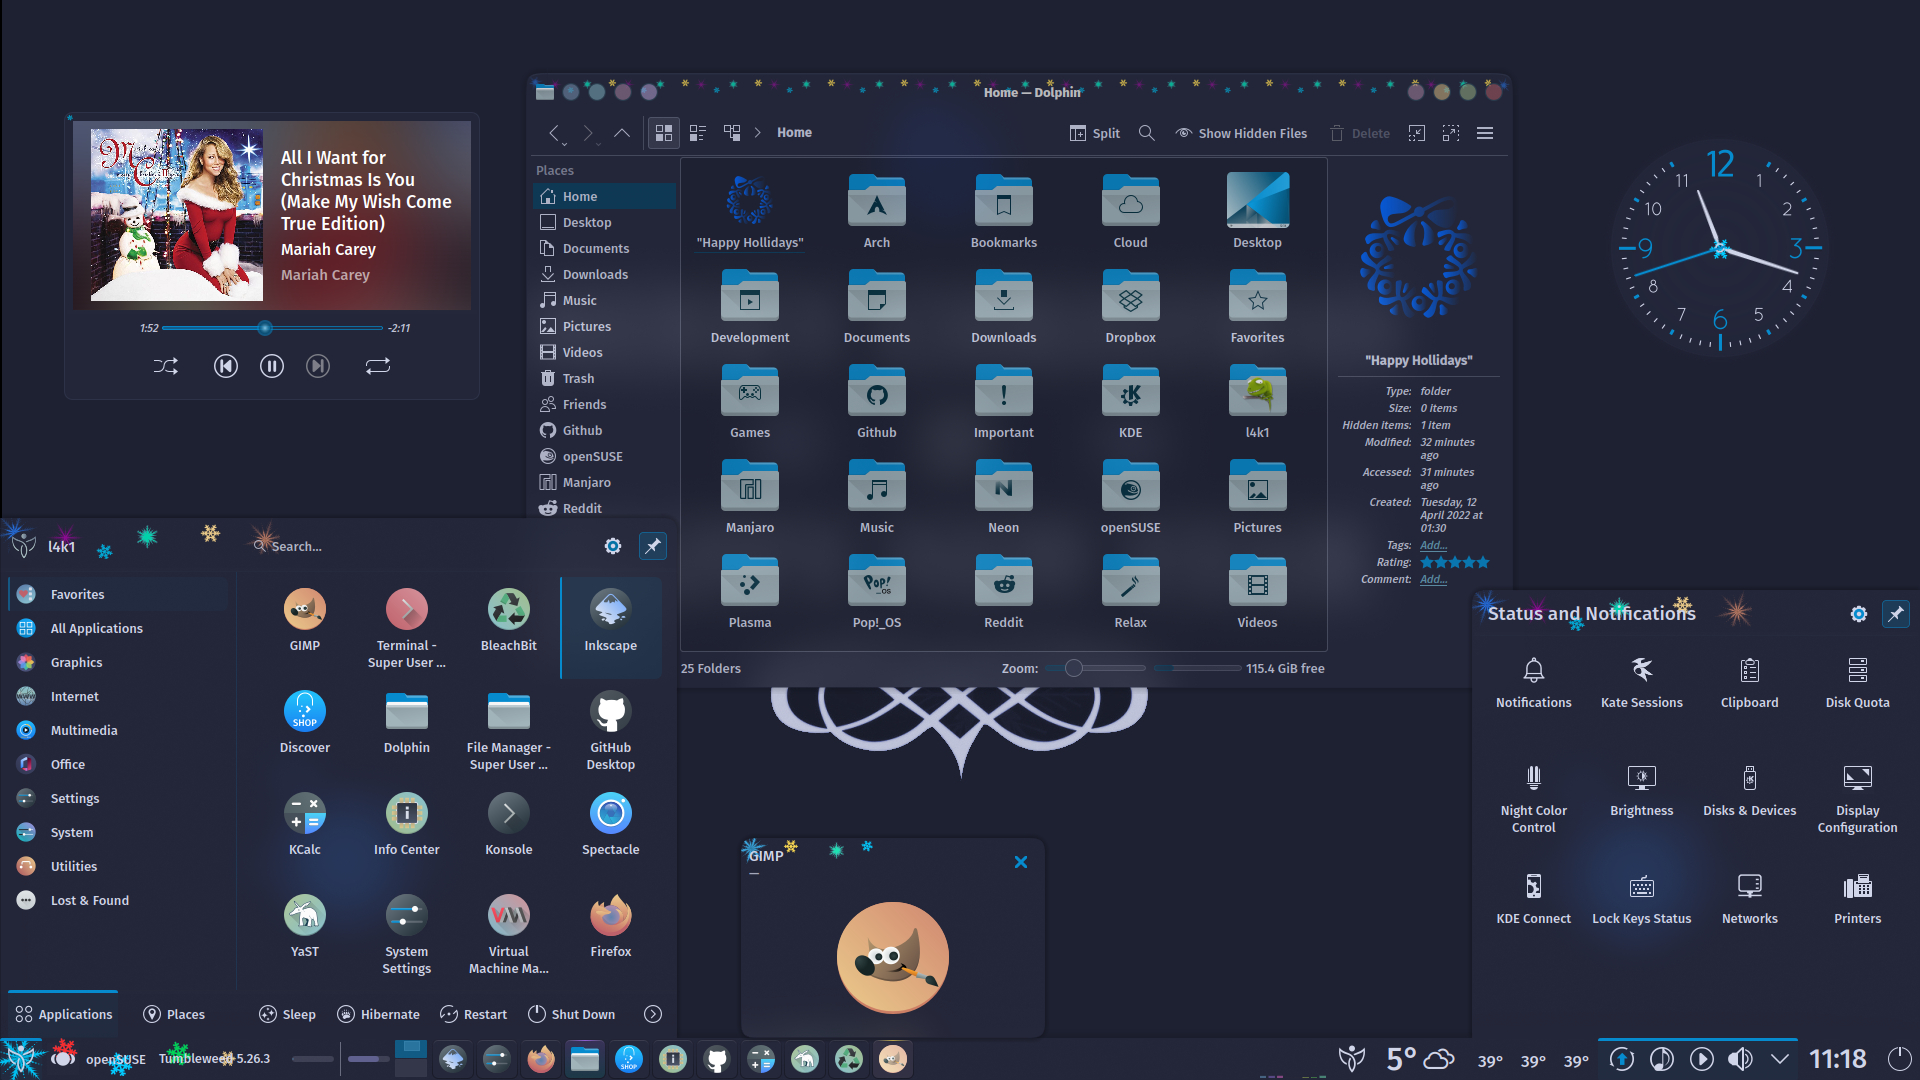 Home — Dolphin
Split
Show Hidden Files
Delete
Home
All I Want for
Christmas Is You
(Make My Wish Come
True Edition)
Mariah Carey
Mariah Carey
1:52
-2:11
Places
Home
Desktop
Documents
Downloads
Music
Pictures
Videos
Trash
Friends
Github
openSUSE
Manjaro
Reddit
"Happy Hollidays"
Arch
Bookmarks
Cloud
Desktop
Development
Documents
Downloads
Dropbox
Favorites
Games
Github
Important
KDE
l4k1
Manjaro
Music
Neon
openSUSE
Pictures
Plasma
Pop!_OS
Reddit
Relax
Videos
Pop!
_OS
25 Folders
Zoom:
115.4 GiB free
"Happy Hollidays"
Type: folder
Size: 0 items
Hidden items: 1 item
Modified: 32 minutes
ago
Accessed: 31 minutes
ago
Created: Tuesday, 12
April 2022 at
01:30
Tags: Add...
Rating:
Comment: Add...
12
1
2
3
4
5
6
7
8
9
10
11
l4k1
Search...
Favorites
All Applications
Graphics
Internet
Multimedia
Office
Settings
System
Utilities
Lost & Found
GIMP
Terminal -
Super User ...
BleachBit
Inkscape
SHOP
Discover
Dolphin
File Manager -
Super User ...
GitHub
Desktop
KCalc
Info Center
Konsole
Spectacle
YaST
System
Settings
Virtual
Machine Ma...
Firefox
Applications
Places
Sleep
Hibernate
Restart
Shut Down
GIMP
—
Status and Notifications
Notifications
Kate Sessions
Clipboard
Disk Quota
Night Color
Control
Brightness
Disks & Devices
Display
Configuration
KDE Connect
Lock Keys Status
Networks
Printers
openSUSE
Tumbleweed 5.26.3
SHOP
5°
39°
39°
39°
11:18